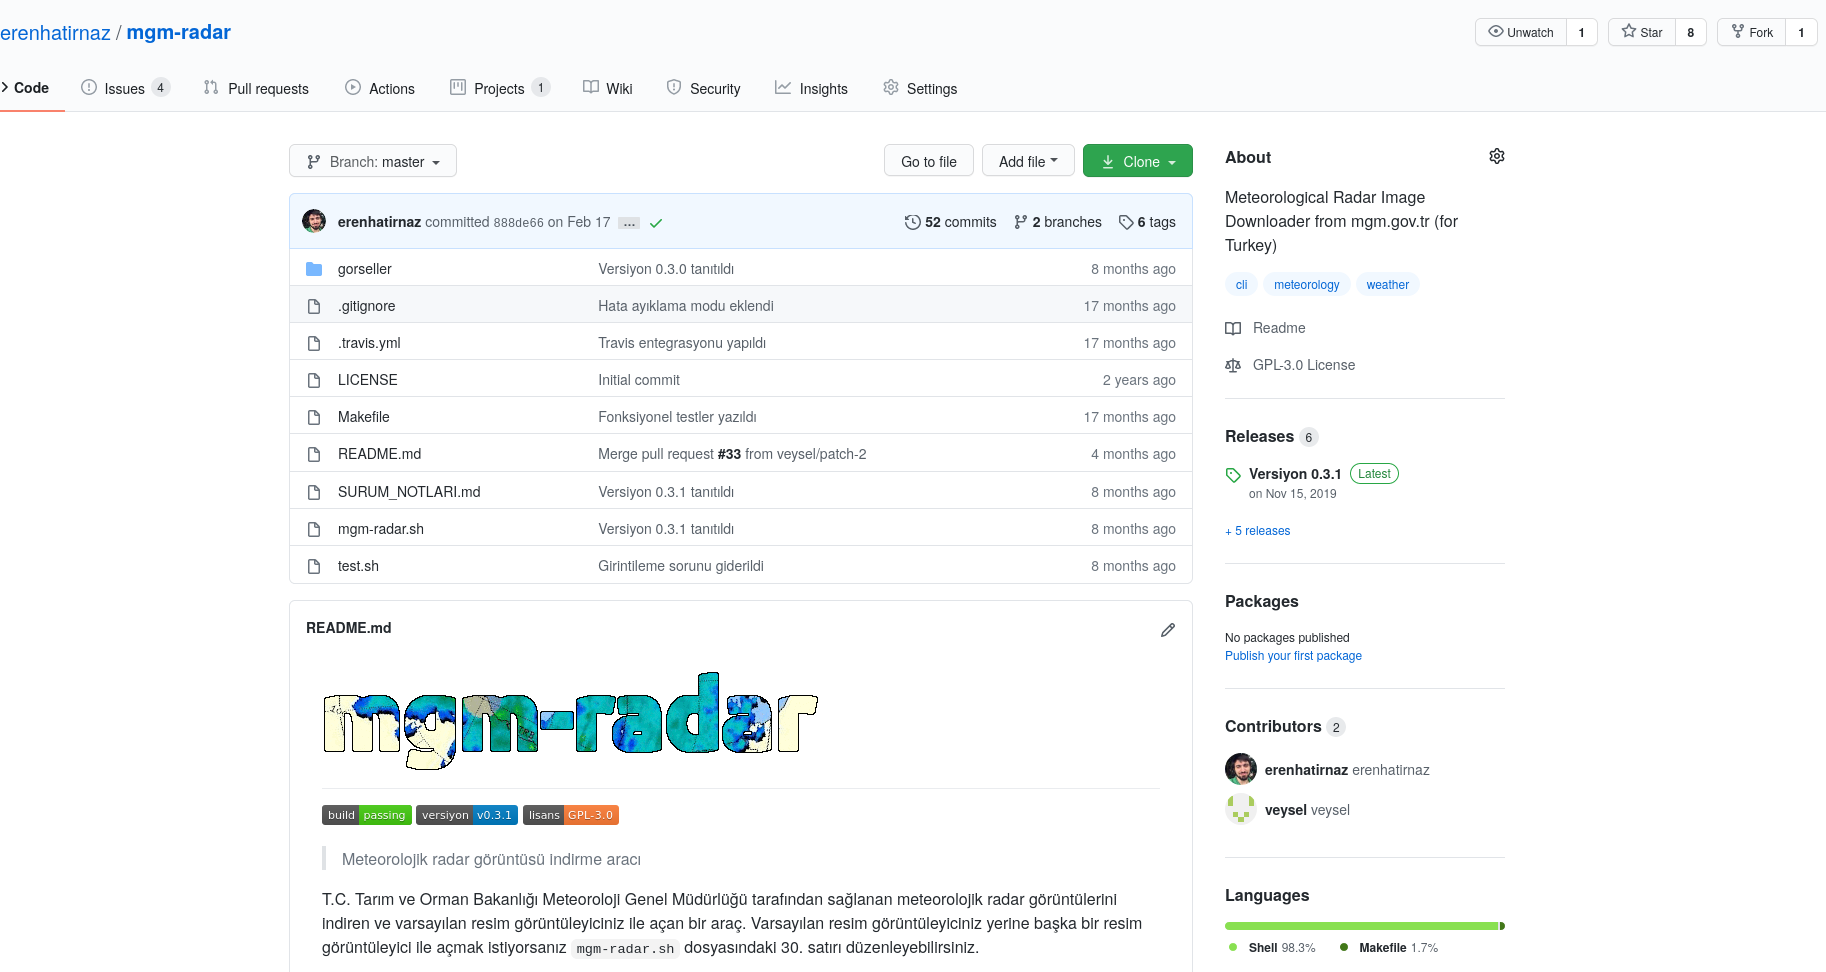 erenhatirnaz / mgm-radar
Unwatch 1 Star 8 Fork 1
Code Issues 4 Pull requests Actions Projects 1 Wiki Security Insights Settings
Branch: master Go to file Add file Clone
erenhatirnaz committed 888de66 on Feb 17 ... 52 commits 2 branches 6 tags
gorseller Versiyon 0.3.0 tanıtıldı 8 months ago
.gitignore Hata ayıklama modu eklendi 17 months ago
.travis.yml Travis entegrasyonu yapıldı 17 months ago
LICENSE Initial commit 2 years ago
Makefile Fonksiyonel testler yazıldı 17 months ago
README.md Merge pull request #33 from veysel/patch-2 4 months ago
SURUM_NOTLARI.md Versiyon 0.3.1 tanıtıldı 8 months ago
mgm-radar.sh Versiyon 0.3.1 tanıtıldı 8 months ago
test.sh Girintileme sorunu giderildi 8 months ago
README.md
mgm-radar
build passing versiyon v0.3.1 lisans GPL-3.0
Meteorolojik radar görüntüsü indirme aracı
T.C. Tarım ve Orman Bakanlığı Meteoroloji Genel Müdürlüğü tarafından sağlanan meteorolojik radar görüntülerini
indiren ve varsayılan resim görüntüleyiciniz ile açan bir araç. Varsayılan resim görüntüleyiciniz yerine başka bir resim
görüntüleyici ile açmak istiyorsanız mgm-radar.sh dosyasındaki 30. satırı düzenleyebilirsiniz.
About
Meteorological Radar Image
Downloader from mgm.gov.tr (for
Turkey)
cli meteorology weather
Readme
GPL-3.0 License
Releases 6
Versiyon 0.3.1 Latest
on Nov 15, 2019
+ 5 releases
Packages
No packages published
Publish your first package
Contributors 2
erenhatirnaz erenhatirnaz
veysel veysel
Languages
Shell 98.3% Makefile 1.7%